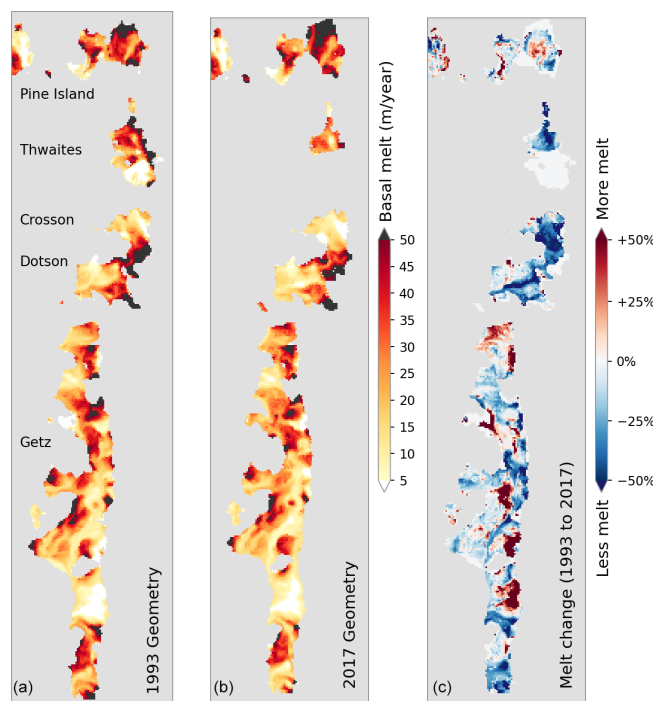 Pine Island
Thwaites
Crosson
Dotson
Getz
1993 Geometry
(a)
2017 Geometry
(b)
Basal melt (m/year)
50
45
40
35
30
25
20
15
10
5
Melt change (1993 to 2017)
(c)
More melt
+50%
+25%
0%
−25%
−50%
Less melt